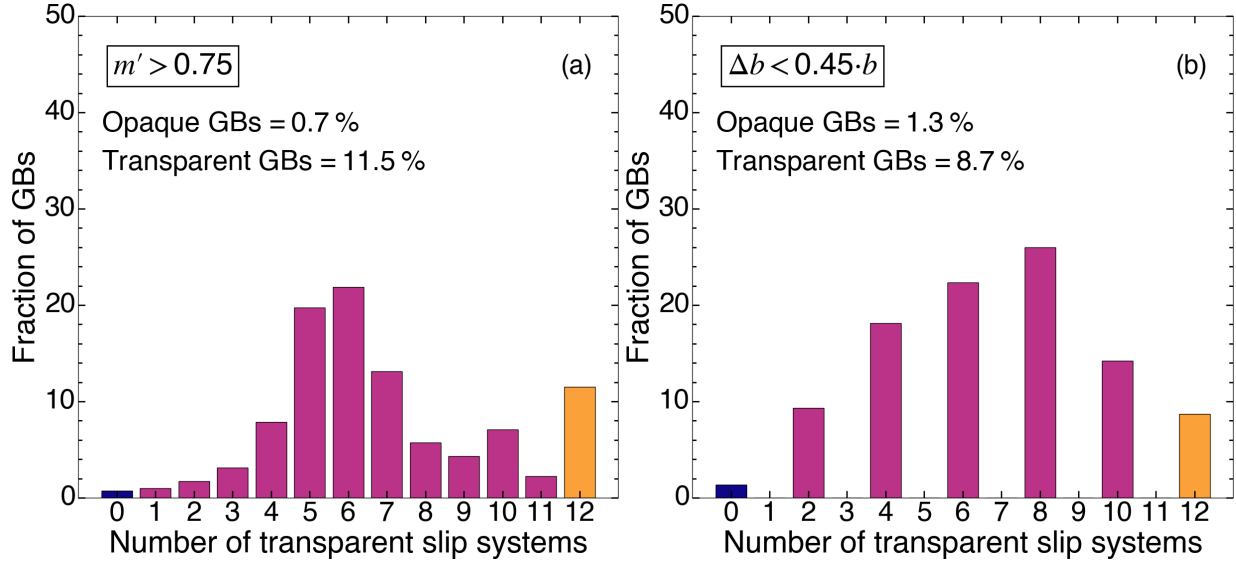 50
40
30
20
10
0
Fraction of GBs
m′ > 0.75
(a)
Opaque GBs = 0.7 %
Transparent GBs = 11.5 %
0 1 2 3 4 5 6 7 8 9 10 11 12
Number of transparent slip systems
50
40
30
20
10
0
Fraction of GBs
Δb < 0.45·b
(b)
Opaque GBs = 1.3 %
Transparent GBs = 8.7 %
0 1 2 3 4 5 6 7 8 9 10 11 12
Number of transparent slip systems